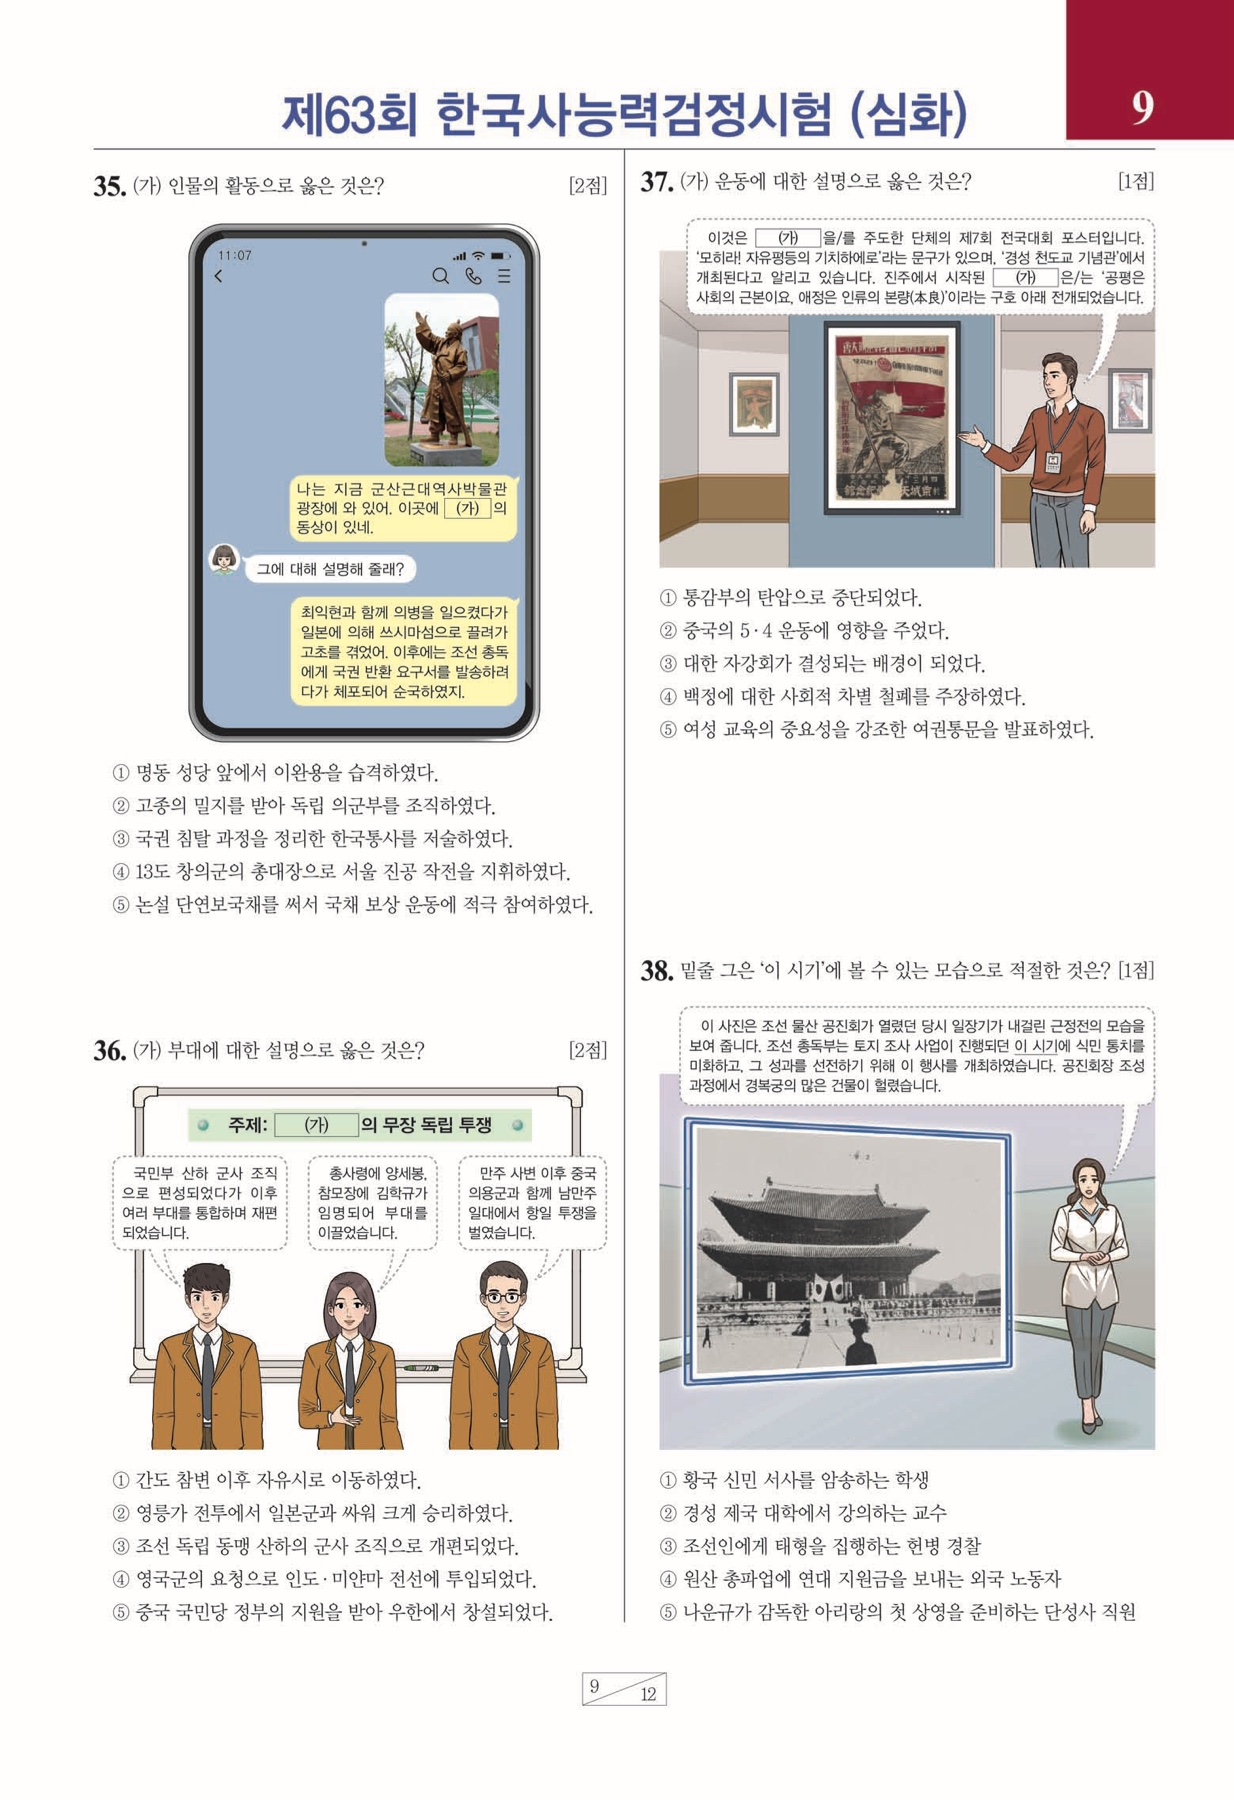 제63회 한국사능력검정시험 (심화)
9
35. (가) 인물의 활동으로 옳은 것은? [2점]
11:07
나는 지금 군산근대역사박물관
광장에 와 있어. 이곳에 (가) 의
동상이 있네.
그에 대해 설명해 줄래?
최익현과 함께 의병을 일으켰다가
일본에 의해 쓰시마섬으로 끌려가
고초를 겪었어. 이후에는 조선 총독
에게 국권 반환 요구서를 발송하려
다가 체포되어 순국하였지.
① 명동 성당 앞에서 이완용을 습격하였다.
② 고종의 밀지를 받아 독립 의군부를 조직하였다.
③ 국권 침탈 과정을 정리한 한국통사를 저술하였다.
④ 13도 창의군의 총대장으로 서울 진공 작전을 지휘하였다.
⑤ 논설 단연보국채를 써서 국채 보상 운동에 적극 참여하였다.
36. (가) 부대에 대한 설명으로 옳은 것은? [2점]
주제: (가) 의 무장 독립 투쟁
국민부 산하 군사 조직
으로 편성되었다가 이후
여러 부대를 통합하며 재편
되었습니다.
총사령에 양세봉,
참모장에 김학규가
임명되어 부대를
이끌었습니다.
만주 사변 이후 중국
의용군과 함께 남만주
일대에서 항일 투쟁을
벌였습니다.
① 간도 참변 이후 자유시로 이동하였다.
② 영릉가 전투에서 일본군과 싸워 크게 승리하였다.
③ 조선 독립 동맹 산하의 군사 조직으로 개편되었다.
④ 영국군의 요청으로 인도·미얀마 전선에 투입되었다.
⑤ 중국 국민당 정부의 지원을 받아 우한에서 창설되었다.
37. (가) 운동에 대한 설명으로 옳은 것은? [1점]
이것은 (가) 을/를 주도한 단체의 제7회 전국대회 포스터입니다.
'모히라! 자유평등의 기치하에로'라는 문구가 있으며, '경성 천도교 기념관'에서
개최된다고 알리고 있습니다. 진주에서 시작된 (가) 은/는 '공평은
사회의 근본이요, 애정은 인류의 본량(本良)'이라는 구호 아래 전개되었습니다.
① 통감부의 탄압으로 중단되었다.
② 중국의 5·4 운동에 영향을 주었다.
③ 대한 자강회가 결성되는 배경이 되었다.
④ 백정에 대한 사회적 차별 철폐를 주장하였다.
⑤ 여성 교육의 중요성을 강조한 여권통문을 발표하였다.
38. 밑줄 그은 '이 시기'에 볼 수 있는 모습으로 적절한 것은? [1점]
이 사진은 조선 물산 공진회가 열렸던 당시 일장기가 내걸린 근정전의 모습을
보여 줍니다. 조선 총독부는 토지 조사 사업이 진행되던 이 시기에 식민 통치를
미화하고, 그 성과를 선전하기 위해 이 행사를 개최하였습니다. 공진회장 조성
과정에서 경복궁의 많은 건물이 헐렸습니다.
① 황국 신민 서사를 암송하는 학생
② 경성 제국 대학에서 강의하는 교수
③ 조선인에게 태형을 집행하는 헌병 경찰
④ 원산 총파업에 연대 지원금을 보내는 외국 노동자
⑤ 나운규가 감독한 아리랑의 첫 상영을 준비하는 단성사 직원
9
12